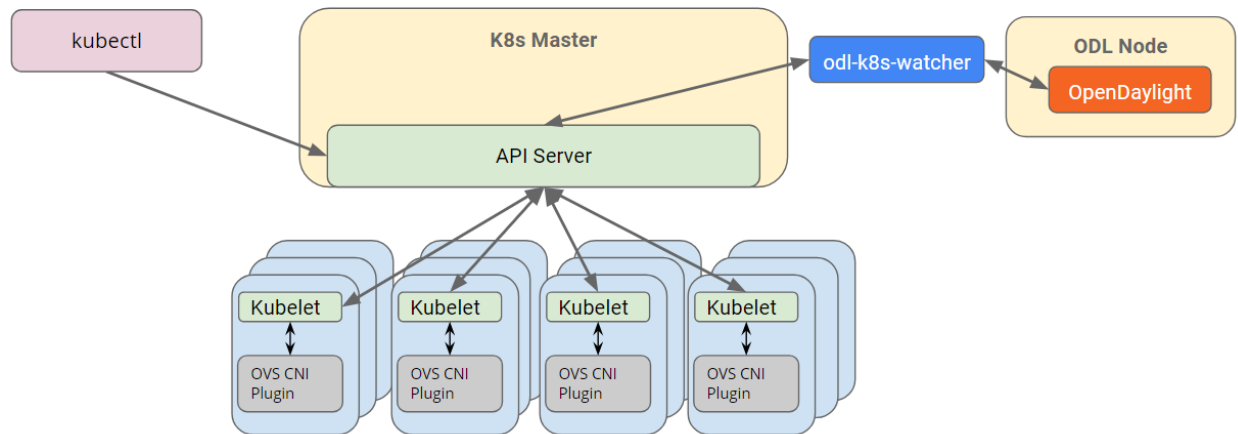 kubectl
K8s Master
odl-k8s-watcher
ODL Node
OpenDaylight
API Server
Kubelet
OVS CNI
Plugin
Kubelet
OVS CNI
Plugin
Kubelet
OVS CNI
Plugin
Kubelet
OVS CNI
Plugin